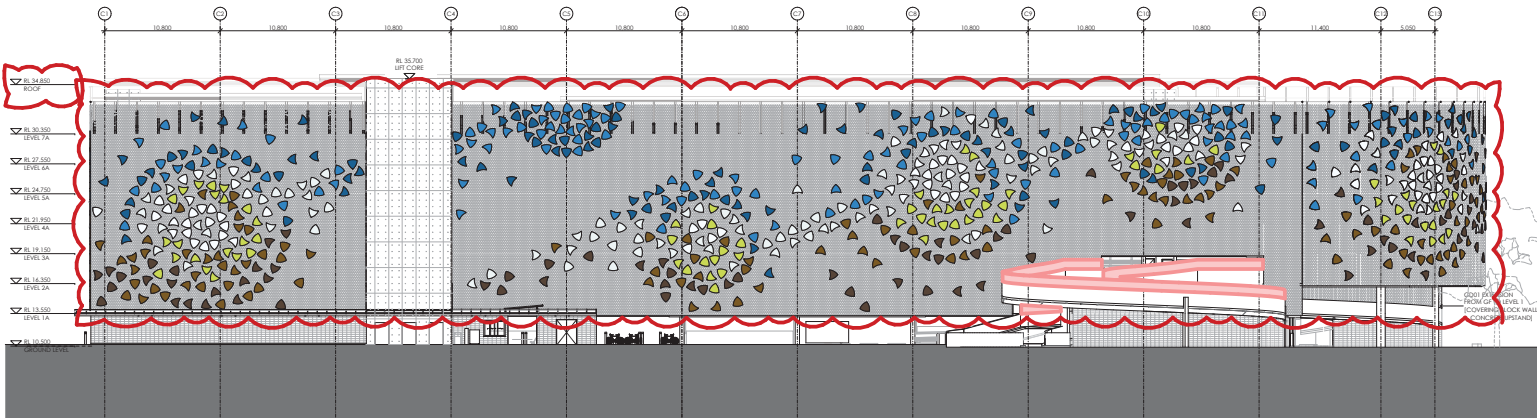 C1 C2 C3 C4 C5 C6 C7 C8 C9 C10 C11 C12 C13
10.800 10.800 10.800 10.800 10.800 10.800 10.800 10.800 10.800 10.800 11.400 5.050
RL 35.700
LIFT CORE
RL 34.850
ROOF
RL 30.350
LEVEL 7A
RL 27.550
LEVEL 6A
RL 24.750
LEVEL 5A
RL 21.950
LEVEL 4A
RL 19.150
LEVEL 3A
RL 16.350
LEVEL 2A
RL 13.550
LEVEL 1A
RL 10.500
GROUND LEVEL
FROM GF TO LEVEL 1